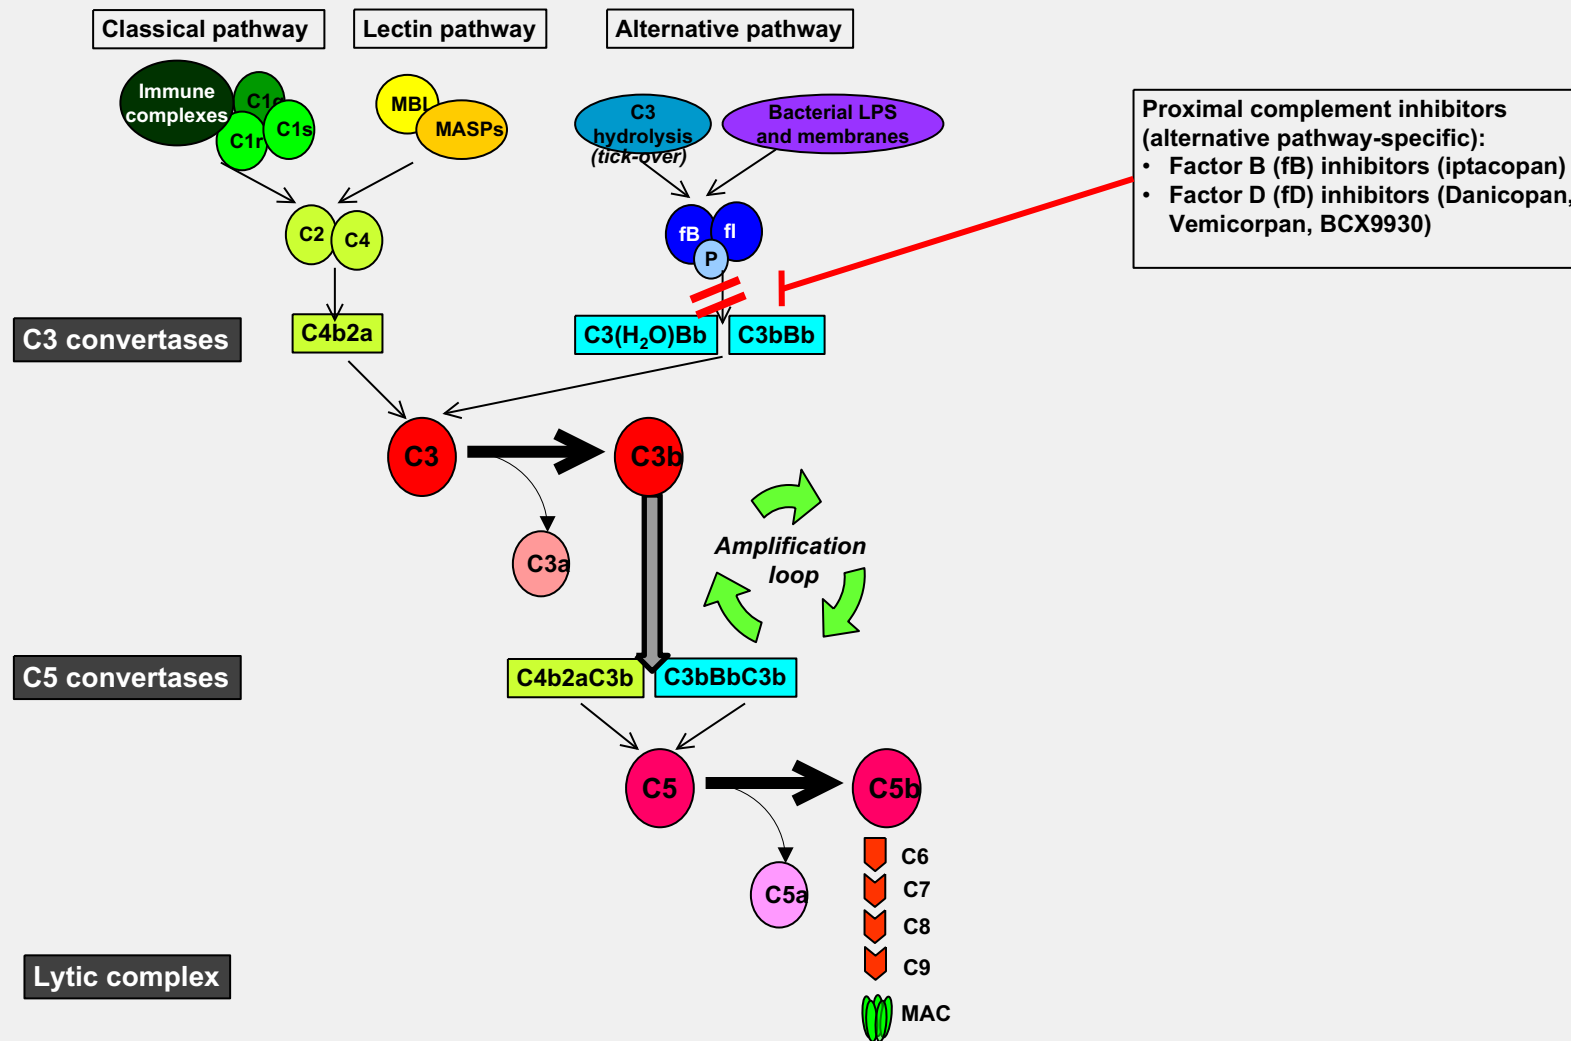 Classical pathway
Lectin pathway
Alternative pathway
Immune
complexes
C1r
C1s
MBL
MASPs
C3
hydrolysis
(tick-over)
Bacterial LPS
and membranes
Proximal complement inhibitors
(alternative pathway-specific):
• Factor B (fB) inhibitors (iptacopan)
• Factor D (fD) inhibitors (Danicopan,
Vemicorpan, BCX9930)
C2
C4
fB
P
C3 convertases
C4b2a
C3(H₂O)Bb
C3bBb
C3
C3b
C3a
Amplification
loop
C5 convertases
C4b2aC3b
C3bBbC3b
C5
C5b
C5a
C6
C7
C8
C9
Lytic complex
MAC